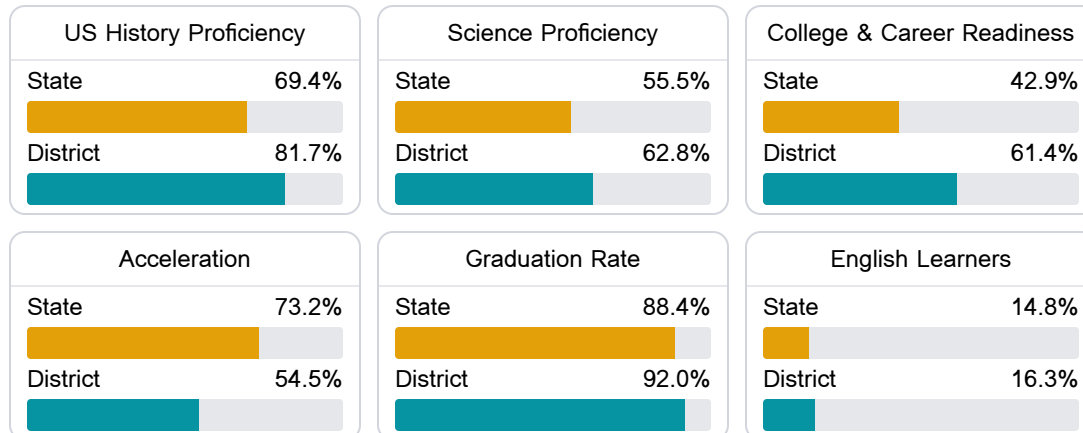 US History Proficiency
State 69.4%
District 81.7%
Science Proficiency
State 55.5%
District 62.8%
College & Career Readiness
State 42.9%
District 61.4%
Acceleration
State 73.2%
District 54.5%
Graduation Rate
State 88.4%
District 92.0%
English Learners
State 14.8%
District 16.3%